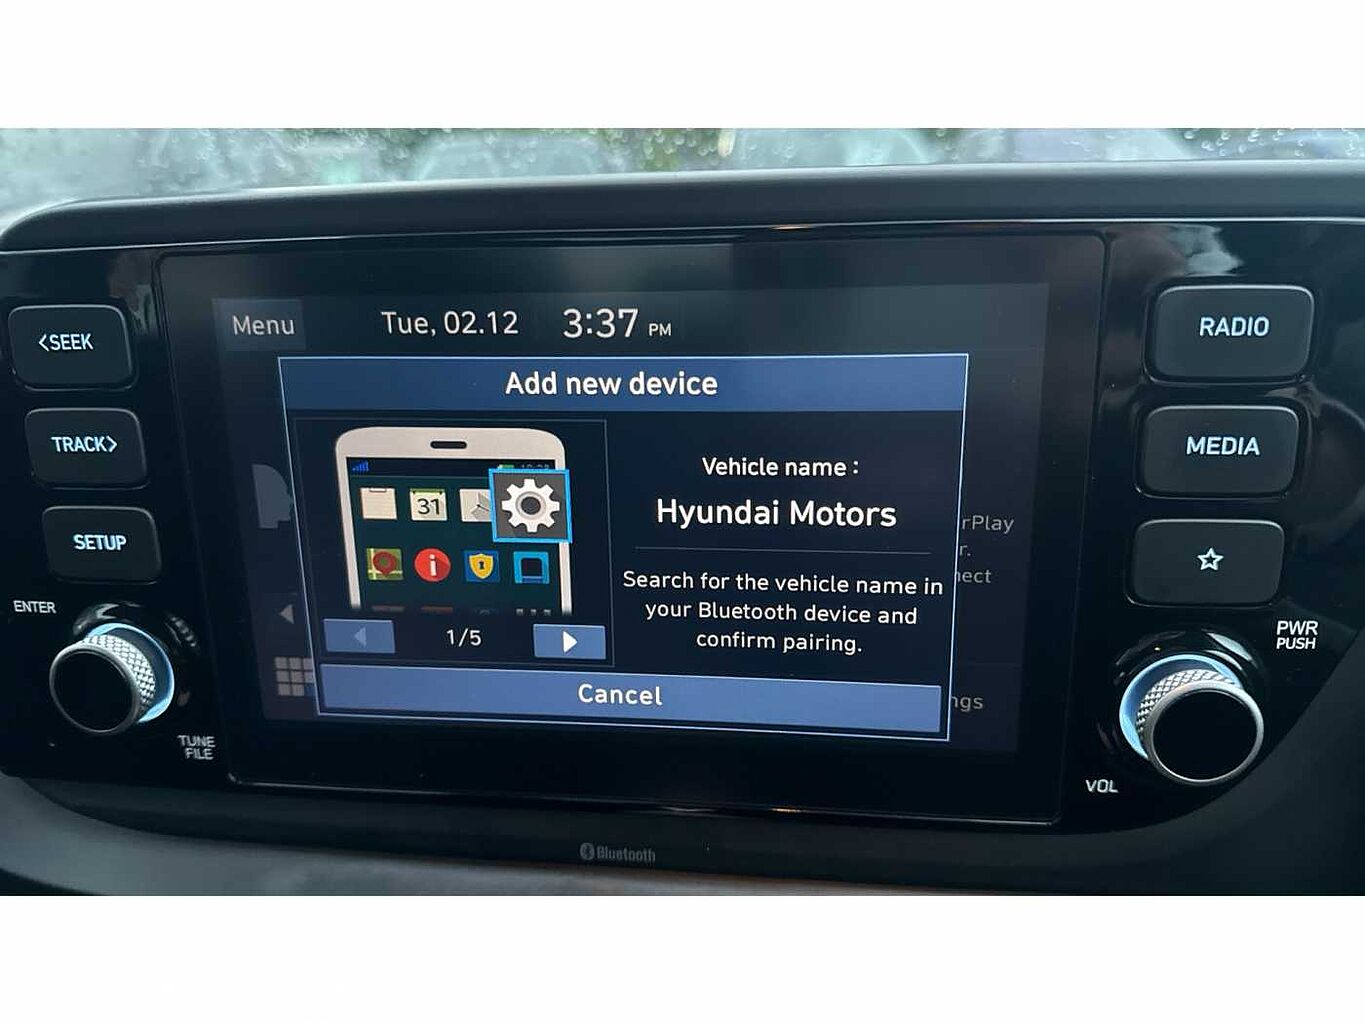 <SEEK
TRACK>
SETUP
ENTER
TUNE
FILE
Menu
Tue, 02.12
3:37 PM
Add new device
31
i
1/5
Vehicle name :
Hyundai Motors
Search for the vehicle name in
your Bluetooth device and
confirm pairing.
Cancel
rPlay
r.
ect
ngs
RADIO
MEDIA
PWR
PUSH
VOL
Bluetooth